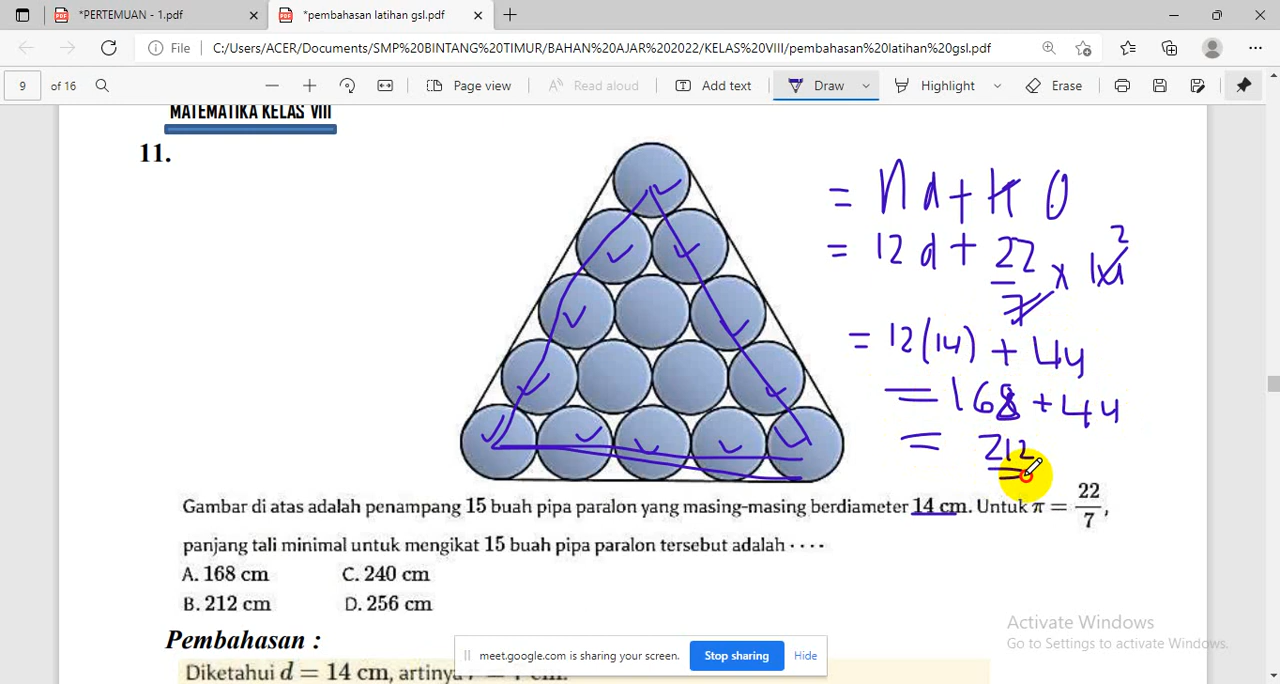 *PERTEMUAN - 1.pdf
*pembahasan latihan gsl.pdf
File C:/Users/ACER/Documents/SMP%20BINTANG%20TIMUR/BAHAN%20AJAR%202022/KELAS%20VIII/pembahasan%20latihan%20gsl.pdf
9 of 16 Page view Read aloud Add text Draw Highlight Erase
MATEMATIKA KELAS VIII
11.
= n d + π D
= 12 d + 22/7 x 14 2
= 12(14) + 44
= 168 + 44
= 212
Gambar di atas adalah penampang 15 buah pipa paralon yang masing-masing berdiameter 14 cm. Untuk π = 22/7,
panjang tali minimal untuk mengikat 15 buah pipa paralon tersebut adalah ····
A. 168 cm C. 240 cm
B. 212 cm D. 256 cm
Pembahasan :
Diketahui d = 14 cm, artinya
meet.google.com is sharing your screen. Stop sharing Hide
Activate Windows
Go to Settings to activate Windows.